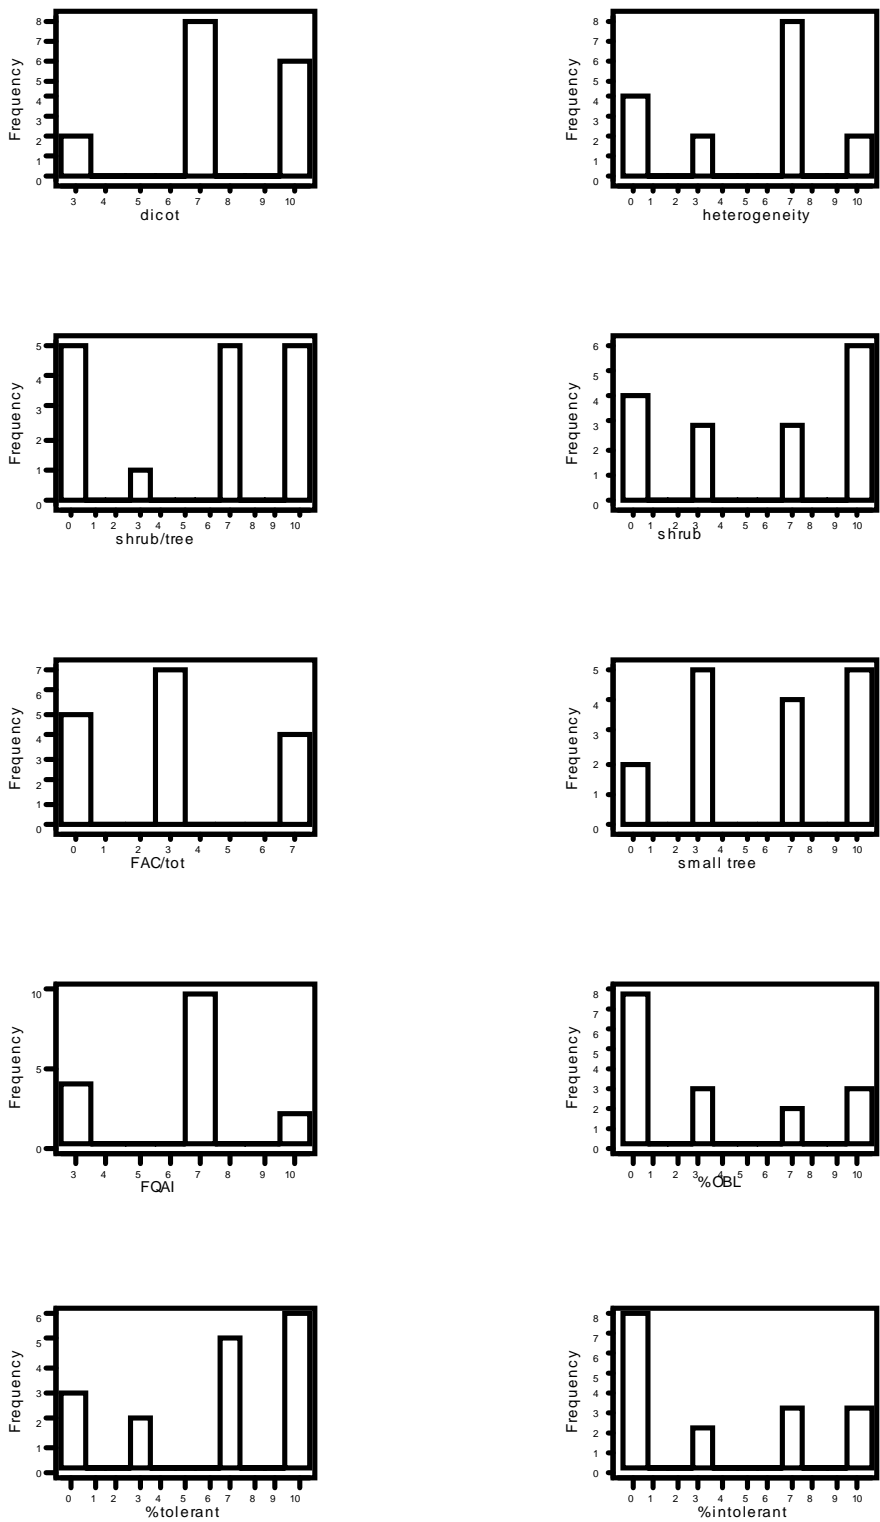 Frequency
8
7
6
5
4
3
2
1
0
3 4 5 6 7 8 9 10
dicot
Frequency
8
7
6
5
4
3
2
1
0
0 1 2 3 4 5 6 7 8 9 10
heterogeneity
Frequency
5
4
3
2
1
0
0 1 2 3 4 5 6 7 8 9 10
shrub/tree
Frequency
6
5
4
3
2
1
0
0 1 2 3 4 5 6 7 8 9 10
shrub
Frequency
7
6
5
4
3
2
1
0
0 1 2 3 4 5 6 7
FAC/tot
Frequency
5
4
3
2
1
0
0 1 2 3 4 5 6 7 8 9 10
small tree
Frequency
10
5
0
3 4 5 6 7 8 9 10
FQAI
Frequency
8
7
6
5
4
3
2
1
0
0 1 2 3 4 5 6 7 8 9 10
%OBL
Frequency
6
5
4
3
2
1
0
0 1 2 3 4 5 6 7 8 9 10
%tolerant
Frequency
8
7
6
5
4
3
2
1
0
0 1 2 3 4 5 6 7 8 9 10
%intolerant